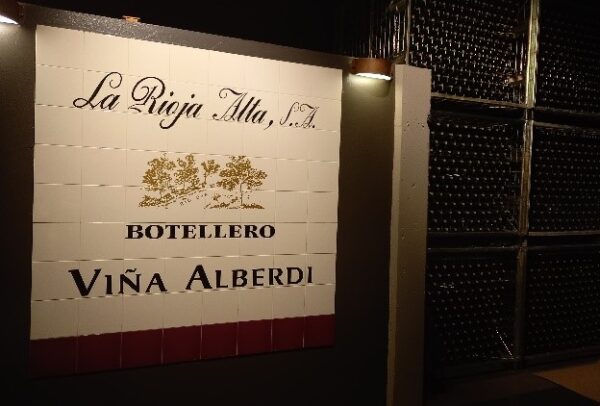 La Rioja Alta, S.A.
BOTELLERO
VIÑA ALBERDI